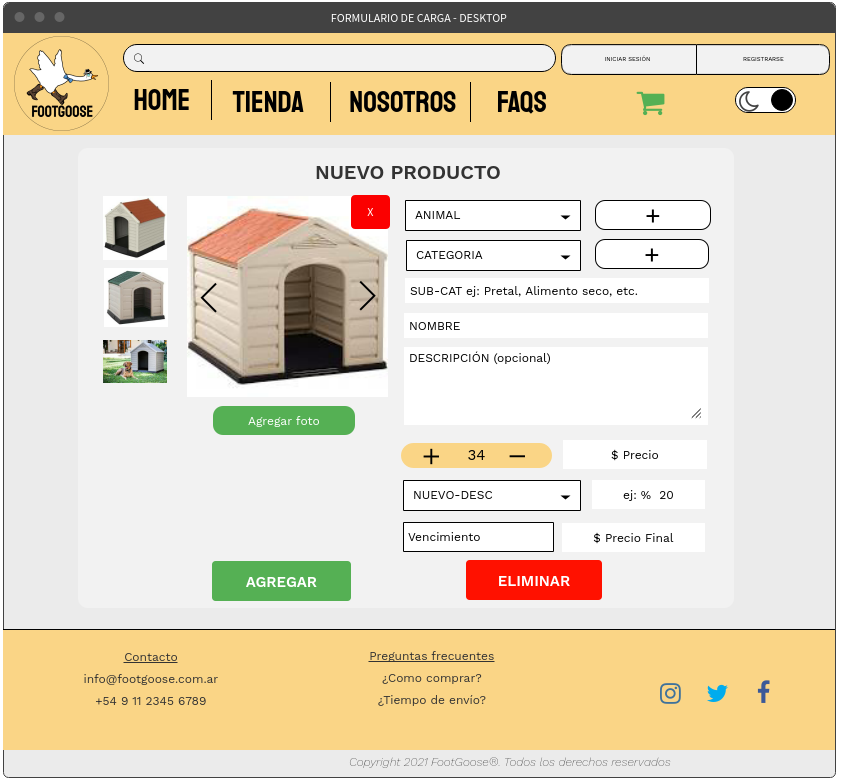 FORMULARIO DE CARGA - DESKTOP
INICIAR SESIÓN
REGISTRARSE
FOOTGOOSE
HOME
TIENDA
NOSOTROS
FAQS
NUEVO PRODUCTO
X
Agregar foto
ANIMAL
+
CATEGORIA
+
SUB-CAT ej: Pretal, Alimento seco, etc.
NOMBRE
DESCRIPCIÓN (opcional)
+ 34 −
$ Precio
NUEVO-DESC
ej: % 20
Vencimiento
$ Precio Final
AGREGAR
ELIMINAR
Contacto
info@footgoose.com.ar
+54 9 11 2345 6789
Preguntas frecuentes
¿Como comprar?
¿Tiempo de envío?
Copyright 2021 FootGoose®. Todos los derechos reservados